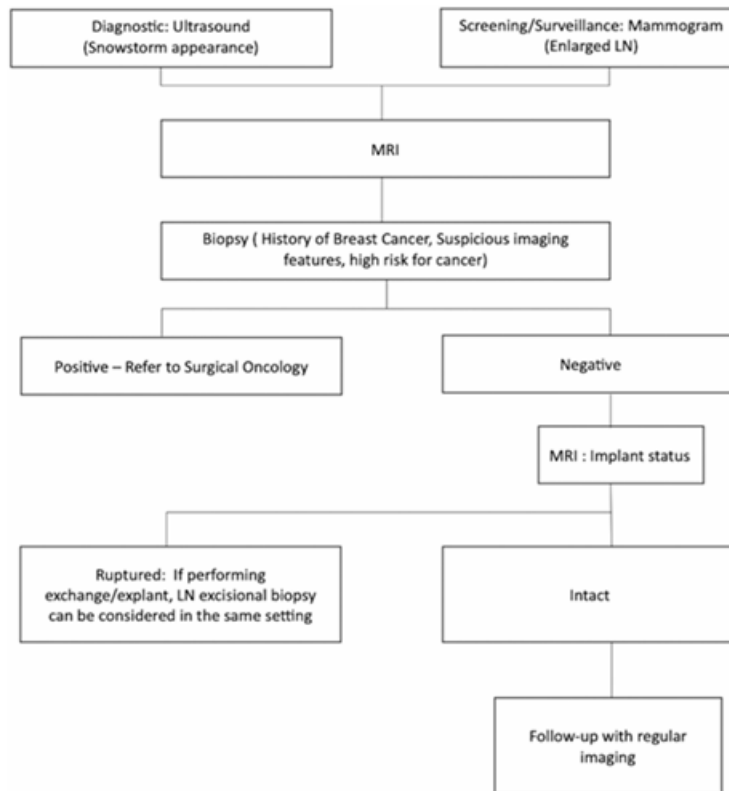 Diagnostic: Ultrasound
(Snowstorm appearance)
Screening/Surveillance: Mammogram
(Enlarged LN)
MRI
Biopsy ( History of Breast Cancer, Suspicious imaging
features, high risk for cancer)
Positive – Refer to Surgical Oncology
Negative
MRI : Implant status
Ruptured: If performing
exchange/explant, LN excisional biopsy
can be considered in the same setting
Intact
Follow-up with regular
imaging